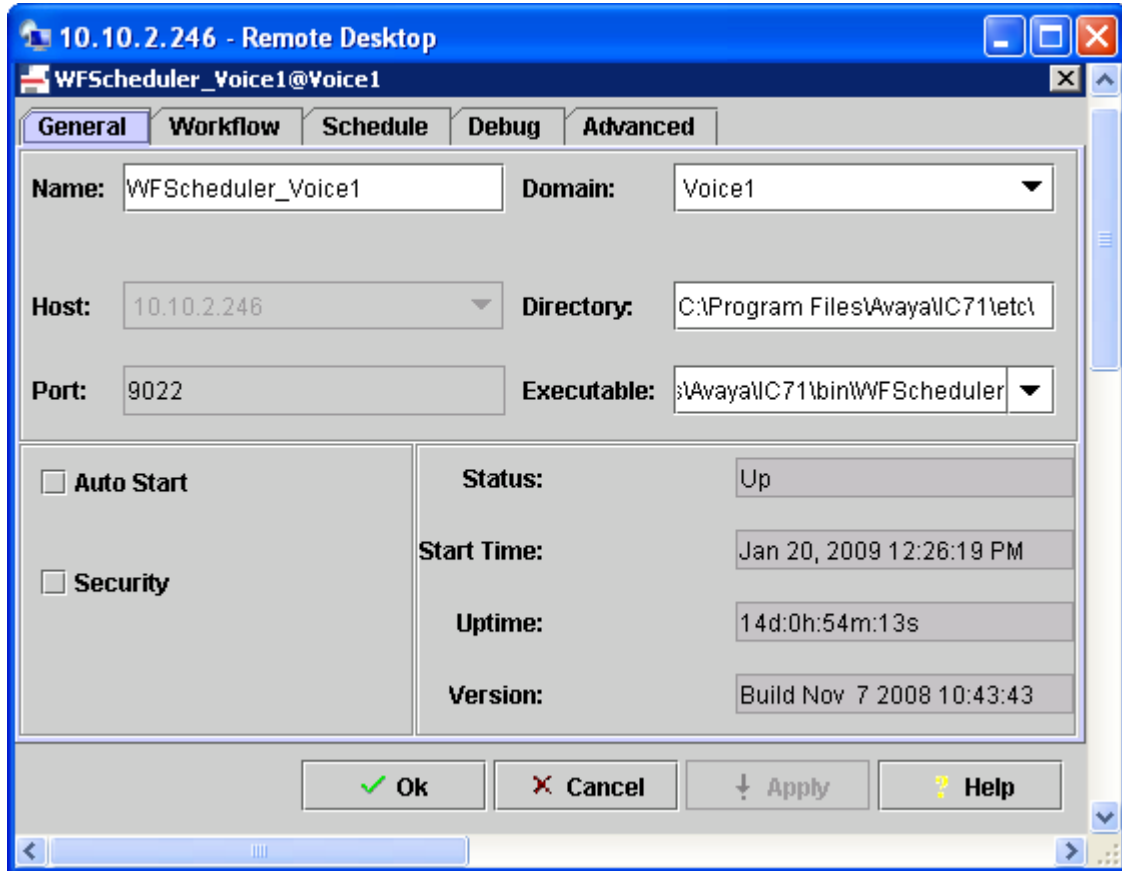 10.10.2.246 - Remote Desktop
WFScheduler_Voice1@Voice1
General Workflow Schedule Debug Advanced
Name: WFScheduler_Voice1 Domain: Voice1
Host: 10.10.2.246 Directory: C:\Program Files\Avaya\IC71\etc\
Port: 9022 Executable: s\Avaya\IC71\bin\WFScheduler
Auto Start Status: Up
Start Time: Jan 20, 2009 12:26:19 PM
Security
Uptime: 14d:0h:54m:13s
Version: Build Nov 7 2008 10:43:43
Ok Cancel Apply Help